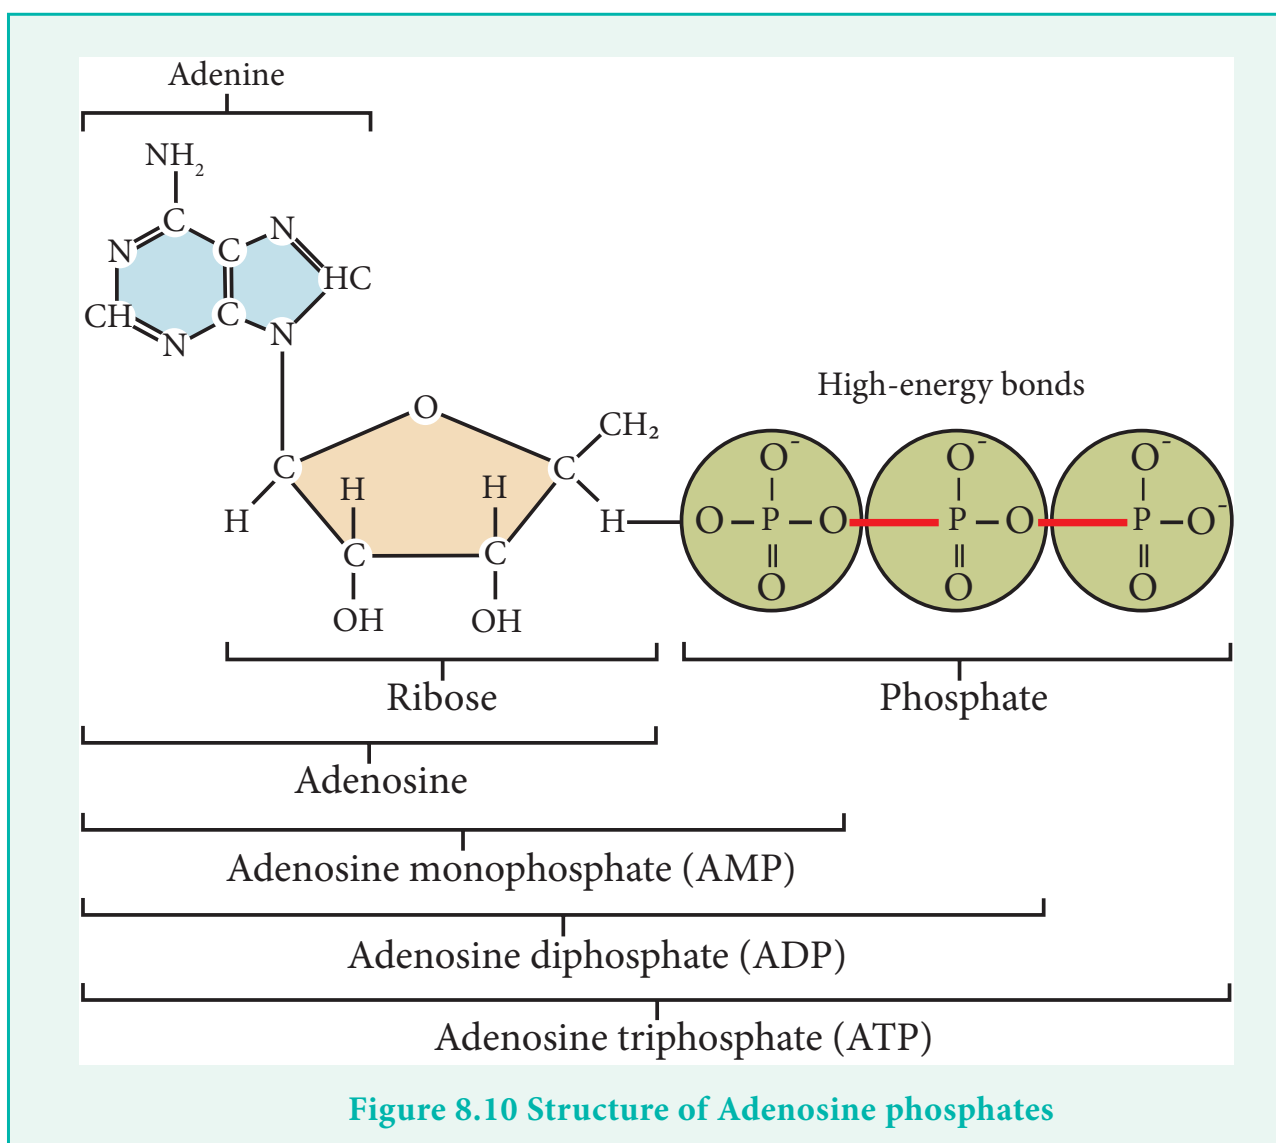 Adenine
NH₂
C
N
N
C
HC
CH
C
N
N
High-energy bonds
O
CH₂
O⁻
O⁻
O⁻
C
C
H
H
H
H
O–P–O
P–O
P–O⁻
C
C
O
O
O
OH
OH
Ribose
Phosphate
Adenosine
Adenosine monophosphate (AMP)
Adenosine diphosphate (ADP)
Adenosine triphosphate (ATP)
Figure 8.10 Structure of Adenosine phosphates